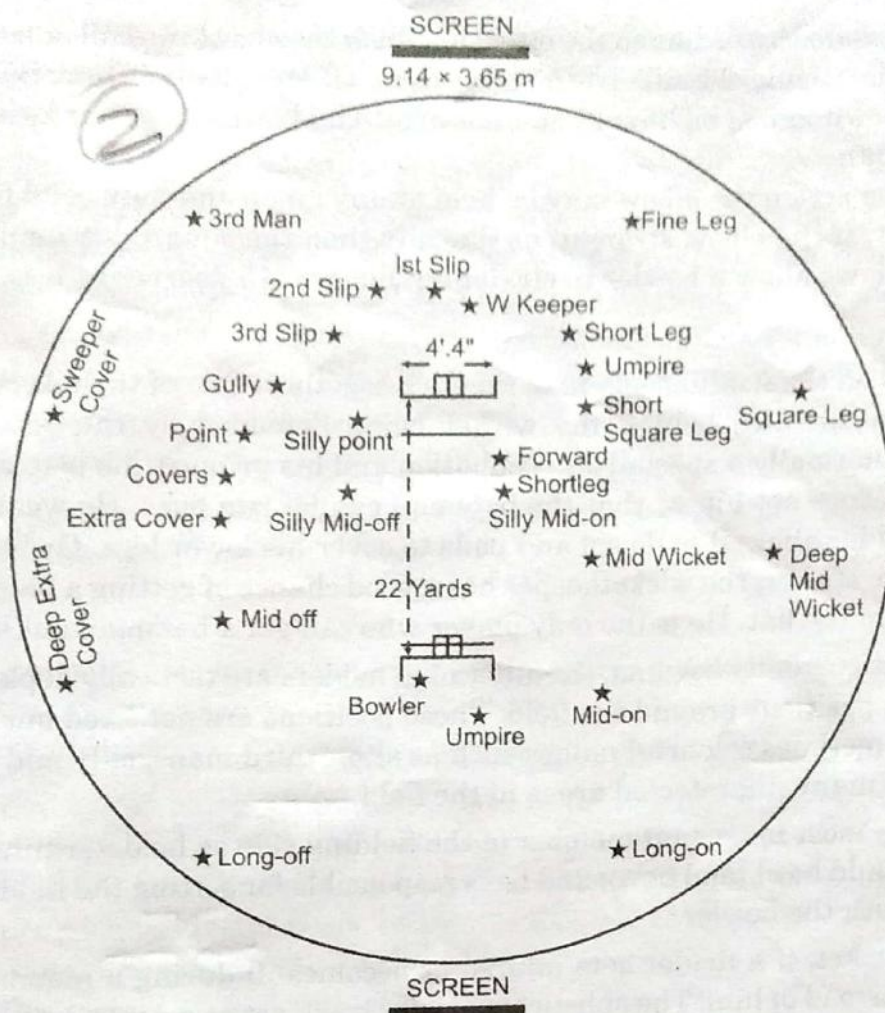 SCREEN
9.14 × 3.65 m
2
3rd Man
Fine Leg
Ist Slip
2nd Slip
W Keeper
3rd Slip
Short Leg
4'.4"
Umpire
Sweeper
Cover
Gully
Short
Square Leg
Square Leg
Point
Silly point
Forward
Shortleg
Covers
Extra Cover
Silly Mid-off
Silly Mid-on
Mid Wicket
Deep
Mid
Wicket
22 Yards
Deep Extra
Cover
Mid off
Bowler
Umpire
Mid-on
Long-off
Long-on
SCREEN